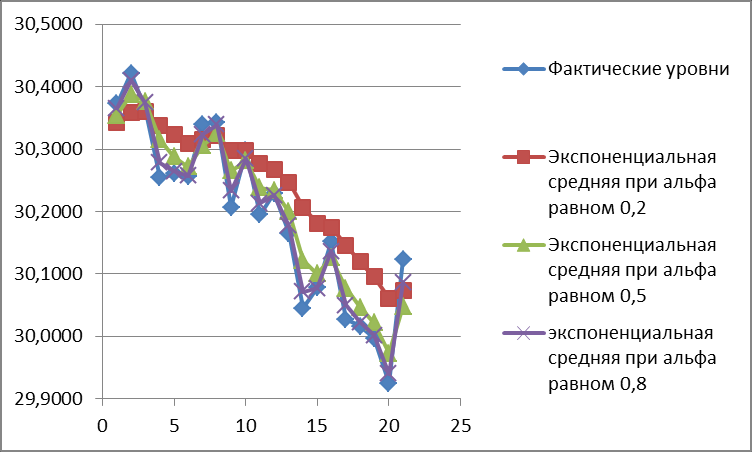 30,5000
30,4000
30,3000
30,2000
30,1000
30,0000
29,9000
0 5 10 15 20 25
Фактические уровни
Экспоненциальная
средняя при альфа
равном 0,2
Экспоненциальная
средняя при альфа
равном 0,5
экспоненциальная
средняя при альфа
равном 0,8